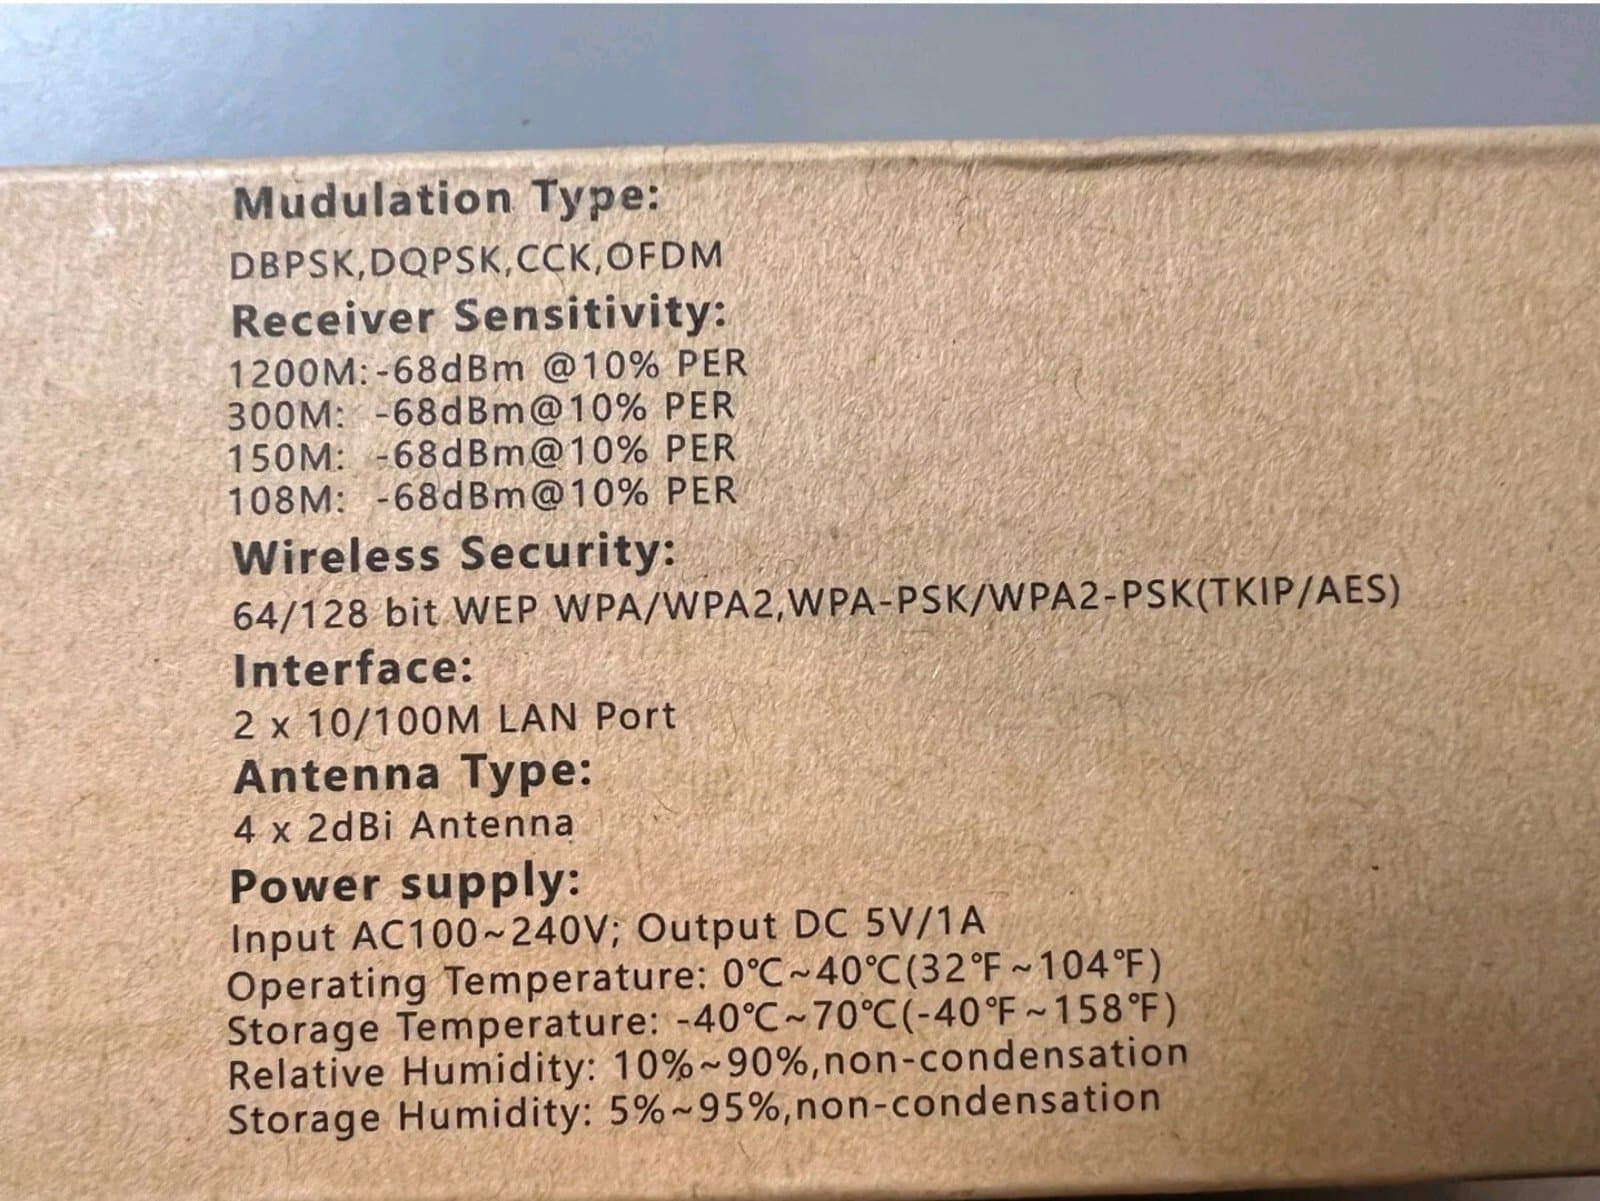 Mudulation Type:
DBPSK,DQPSK,CCK,OFDM
Receiver Sensitivity:
1200M:-68dBm @10% PER
300M: -68dBm@10% PER
150M: -68dBm@10% PER
108M: -68dBm@10% PER
Wireless Security:
64/128 bit WEP WPA/WPA2,WPA-PSK/WPA2-PSK(TKIP/AES)
Interface:
2 x 10/100M LAN Port
Antenna Type:
4 x 2dBi Antenna
Power supply:
Input AC100~240V; Output DC 5V/1A
Operating Temperature: 0℃~40℃(32℉~104℉)
Storage Temperature: -40℃~70℃(-40℉~158℉)
Relative Humidity: 10%~90%,non-condensation
Storage Humidity: 5%~95%,non-condensation